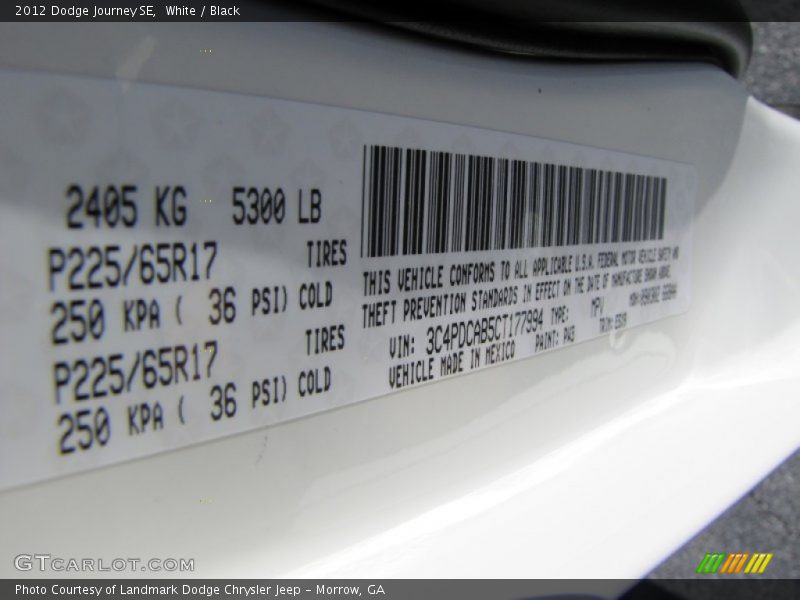 2012 Dodge Journey SE, White / Black
2405 KG 5300 LB
P225/65R17 TIRES
250 KPA ( 36 PSI) COLD
P225/65R17 TIRES
250 KPA ( 36 PSI) COLD
THIS VEHICLE CONFORMS TO ALL APPLICABLE U.S.A. FEDERAL MOTOR VEHICLE SAFETY AND
THEFT PREVENTION STANDARDS IN EFFECT ON THE DATE OF MANUFACTURE SHOWN ABOVE.
VIN: 3C4PDCAB5CT177994 TYPE: MPV
VEHICLE MADE IN MEXICO PAINT: PW3 TRIM:
GTCARLOT.COM
Photo Courtesy of Landmark Dodge Chrysler Jeep – Morrow, GA